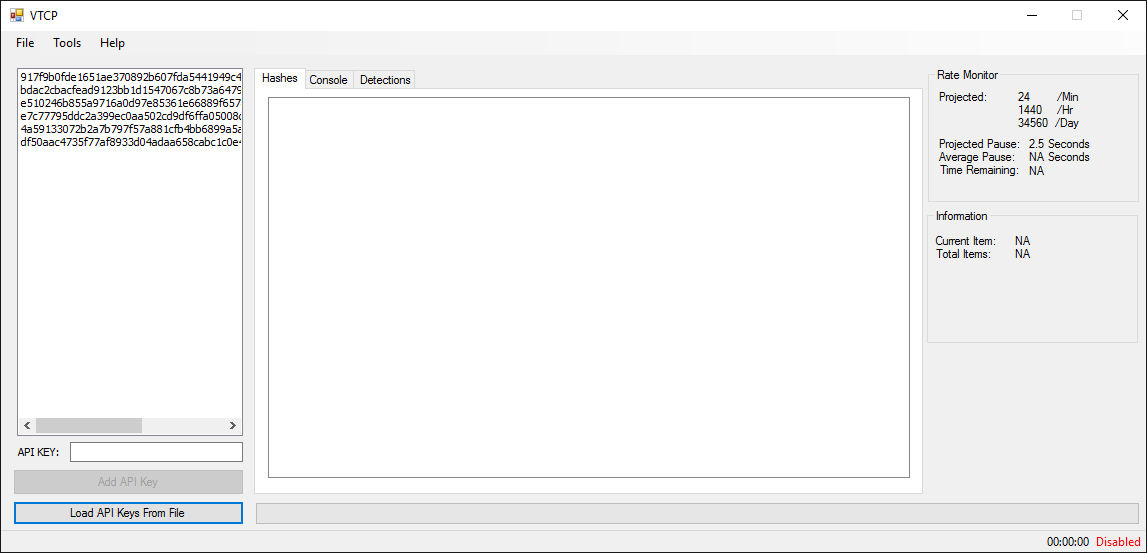 VTCP
File Tools Help
917f9b0fde1651ae370892b607fda5441949c4
bdac2cbacfead9123bb1d1547067c8b73a6479
e510246b855a9716a0d97e85361e66889f657
e7c77795ddc2a399ec0aa502cd9df6ffa05008c
4a59133072b2a7b797f57a881cfb4bb6899a5a
df50aac4735f77af8933d04adaa658cabc1c0e4
API KEY:
Add API Key
Load API Keys From File
Hashes Console Detections
Rate Monitor
Projected: 24 /Min
1440 /Hr
34560 /Day
Projected Pause: 2.5 Seconds
Average Pause: NA Seconds
Time Remaining: NA
Information
Current Item: NA
Total Items: NA
00:00:00 Disabled